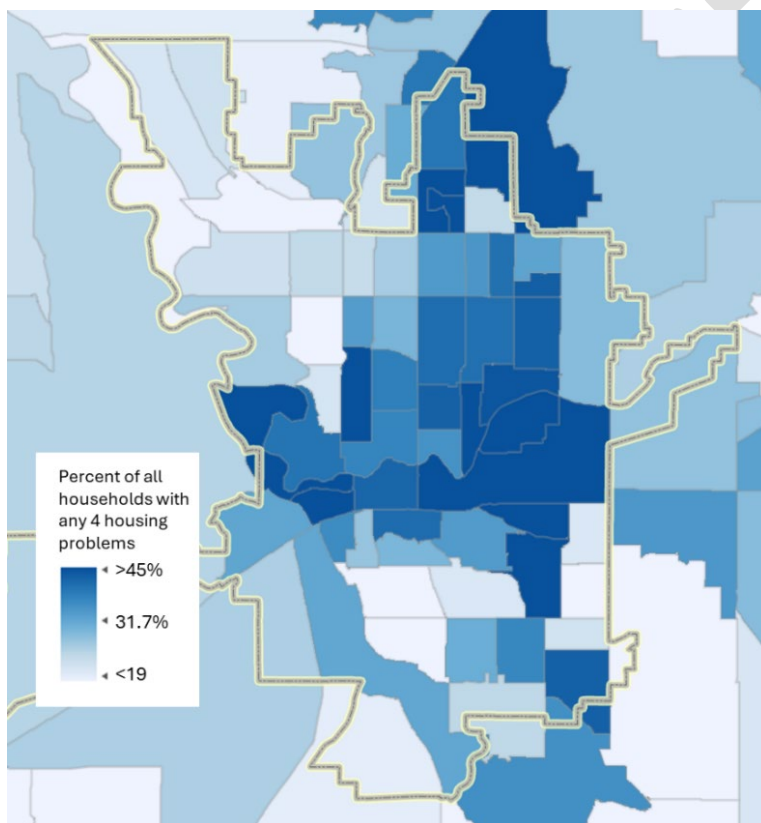 Percent of all
households with
any 4 housing
problems
>45%
31.7%
<19